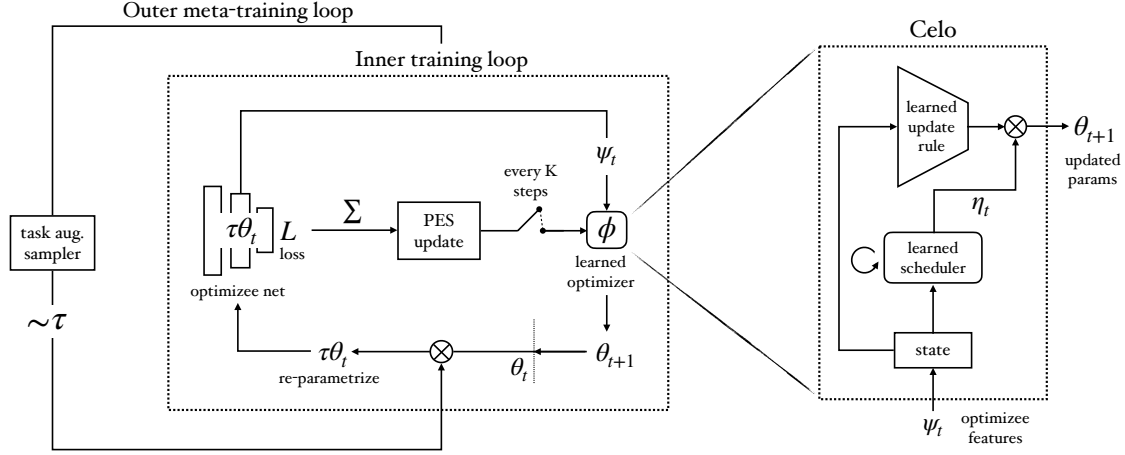 Outer meta-training loop
Inner training loop
Celo
learned
update
rule
θt+1
updated
params
ψt
every K
steps
task aug.
sampler
τθt
L
loss
Σ
PES
update
ϕ
learned
optimizer
optimizee net
ηt
learned
scheduler
∼τ
τθt
re-parametrize
θt
θt+1
state
ψt
optimizee
features